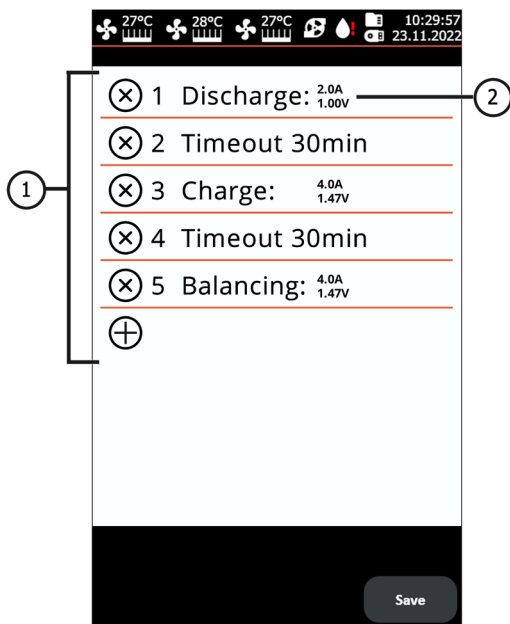 27°C 28°C 27°C 10:29:57
23.11.2022
1 Discharge: 2.0A
1.00V
2
2 Timeout 30min
3 Charge: 4.0A
1.47V
1
4 Timeout 30min
5 Balancing: 4.0A
1.47V
Save